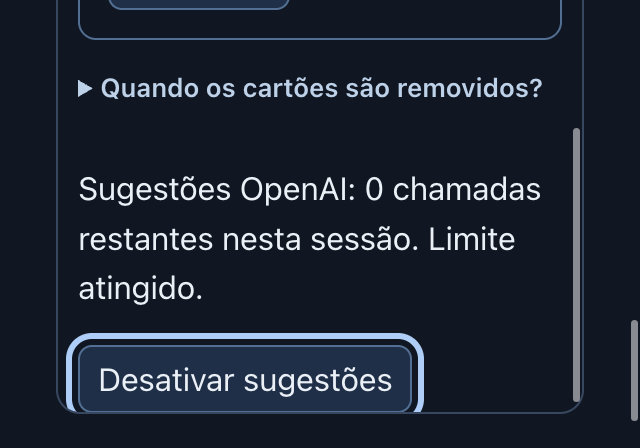 Quando os cartões são removidos?
Sugestões OpenAI: 0 chamadas
restantes nesta sessão. Limite
atingido.
Desativar sugestões